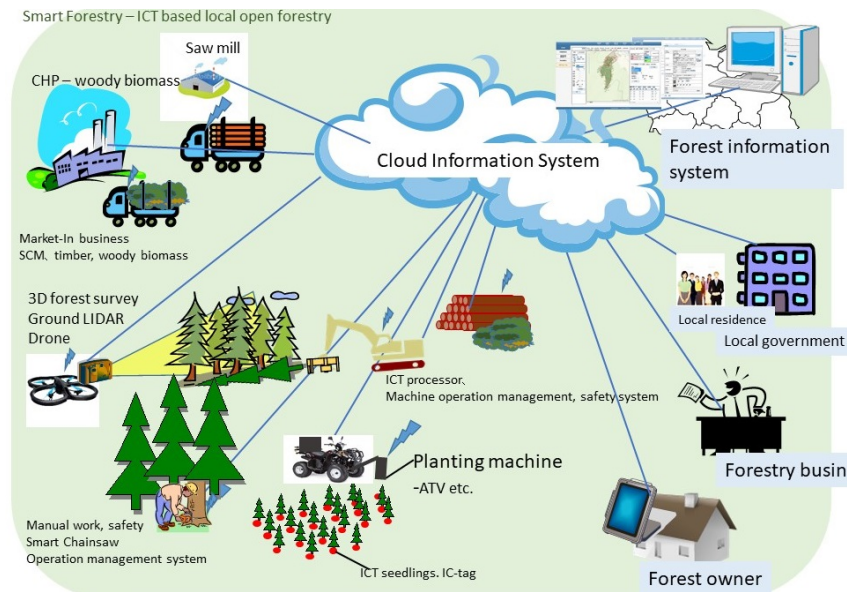 Smart Forestry – ICT based local open forestry
Saw mill
CHP – woody biomass
Cloud Information System
Forest information
system
Market-In business
SCM、timber, woody biomass
3D forest survey
Ground LIDAR
Drone
Local residence
Local government
ICT processor、
Machine operation management, safety system
Planting machine
-ATV etc.
Forestry busin
Manual work, safety
Smart Chainsaw
Operation management system
ICT seedlings. IC-tag
Forest owner